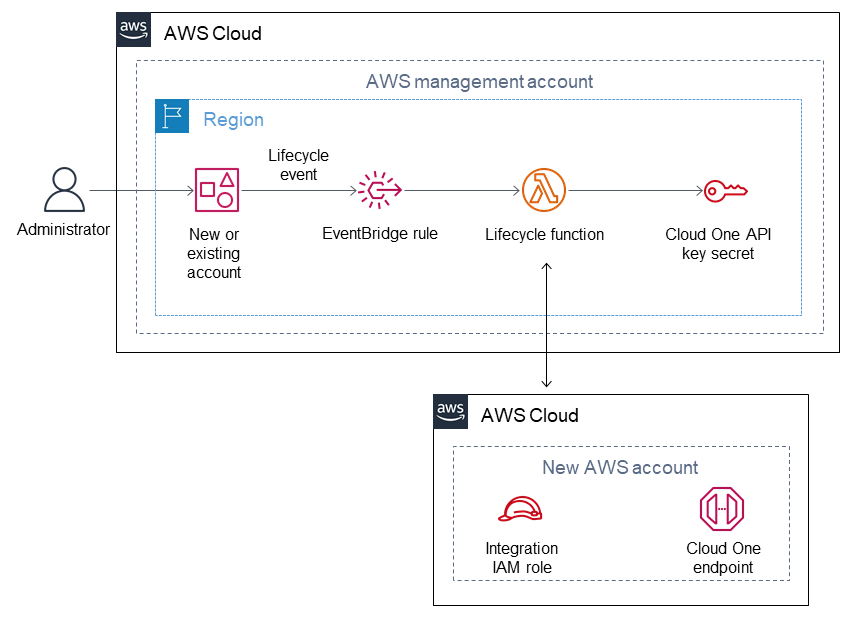 aws
AWS Cloud
AWS management account
Region
Lifecycle
event
Administrator
New or
existing
account
EventBridge rule
Lifecycle function
Cloud One API
key secret
aws
AWS Cloud
New AWS account
Integration
IAM role
Cloud One
endpoint